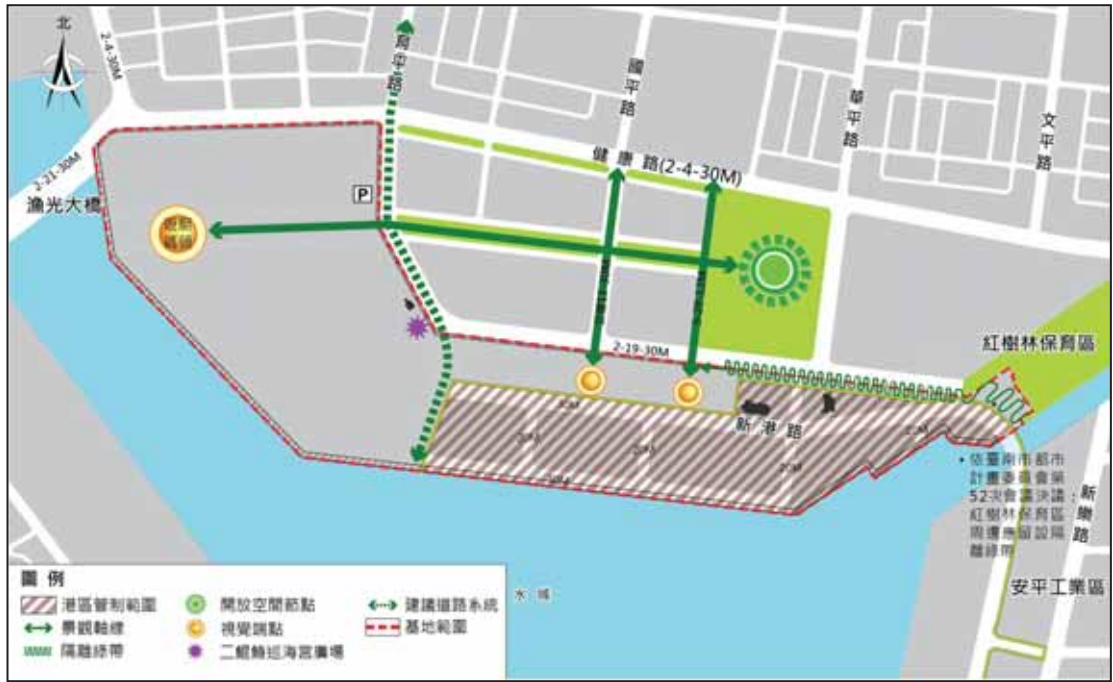 北
2-4-30M
育平路
國平路
華平路
文平路
健康路(2-4-30M)
2-21-30M
漁光大橋
P
2-19-30M
紅樹林保育區
新港路
20M
20M
20M
• 依臺南市都市
計畫委員會第
52次會議決議：
紅樹林保育區
周邊應留設隔
離綠帶
新樂路
安平工業區
水域
圖例
港區管制範圍
開放空間節點
建議道路系統
景觀軸線
視覺端點
基地範圍
隔離綠帶
二鯤鯓巡海宮廣場